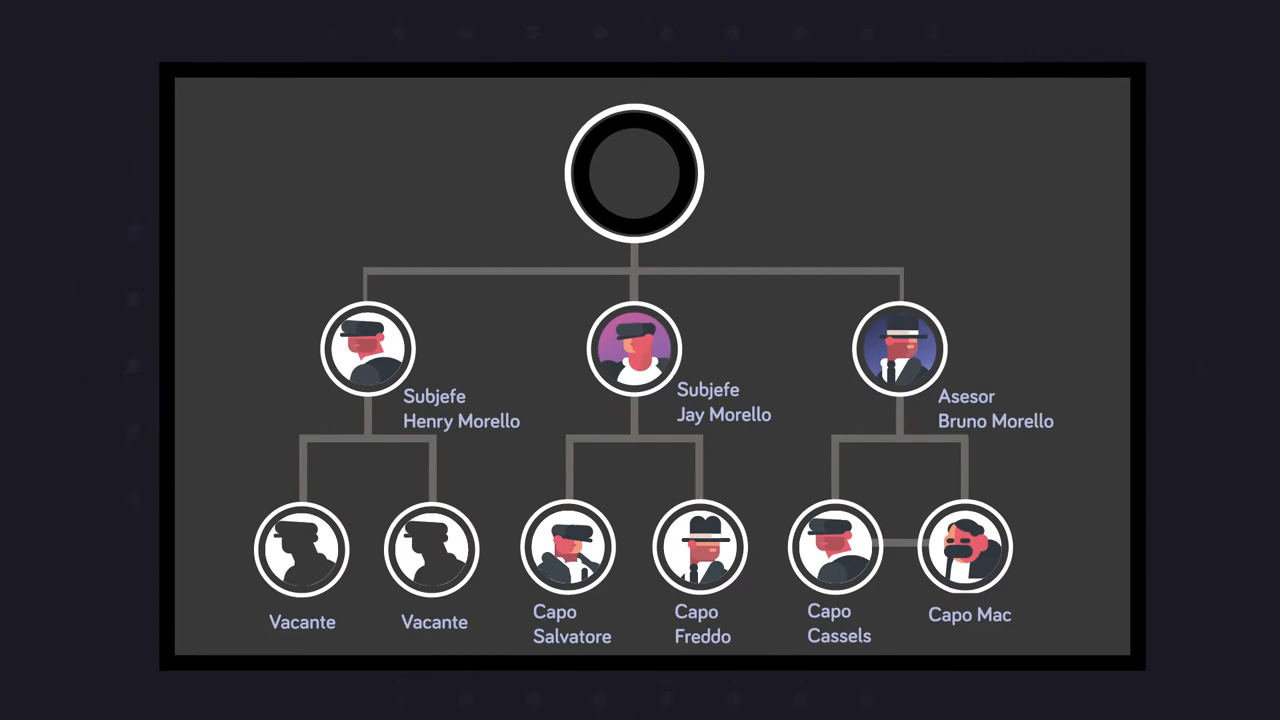 Subjefe
Henry Morello
Subjefe
Jay Morello
Asesor
Bruno Morello
Vacante
Vacante
Capo
Salvatore
Capo
Freddo
Capo
Cassels
Capo Mac